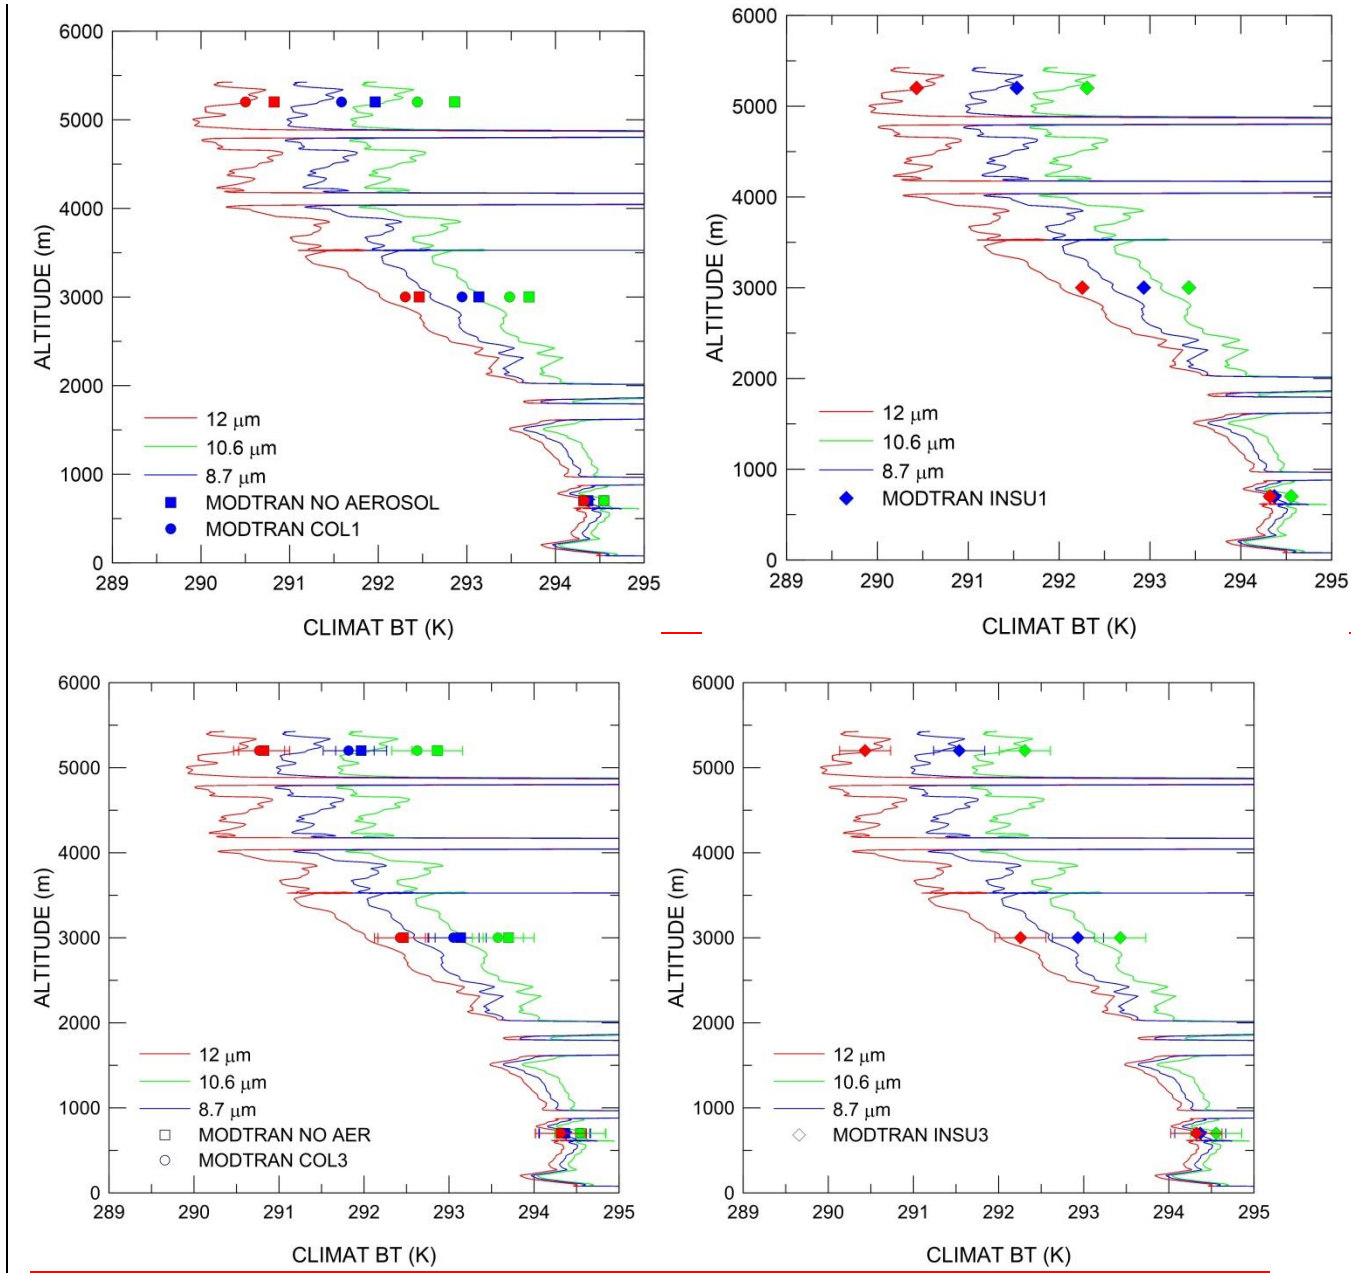 6000
5000
4000
3000
2000
1000
0
ALTITUDE (m)
12 μm
10.6 μm
8.7 μm
MODTRAN NO AEROSOL
MODTRAN COL1
289 290 291 292 293 294 295
CLIMAT BT (K)
6000
5000
4000
3000
2000
1000
0
ALTITUDE (m)
12 μm
10.6 μm
8.7 μm
MODTRAN INSU1
289 290 291 292 293 294 295
CLIMAT BT (K)
6000
5000
4000
3000
2000
1000
0
ALTITUDE (m)
12 μm
10.6 μm
8.7 μm
MODTRAN NO AER
MODTRAN COL3
289 290 291 292 293 294 295
CLIMAT BT (K)
6000
5000
4000
3000
2000
1000
0
ALTITUDE (m)
12 μm
10.6 μm
8.7 μm
MODTRAN INSU3
289 290 291 292 293 294 295
CLIMAT BT (K)